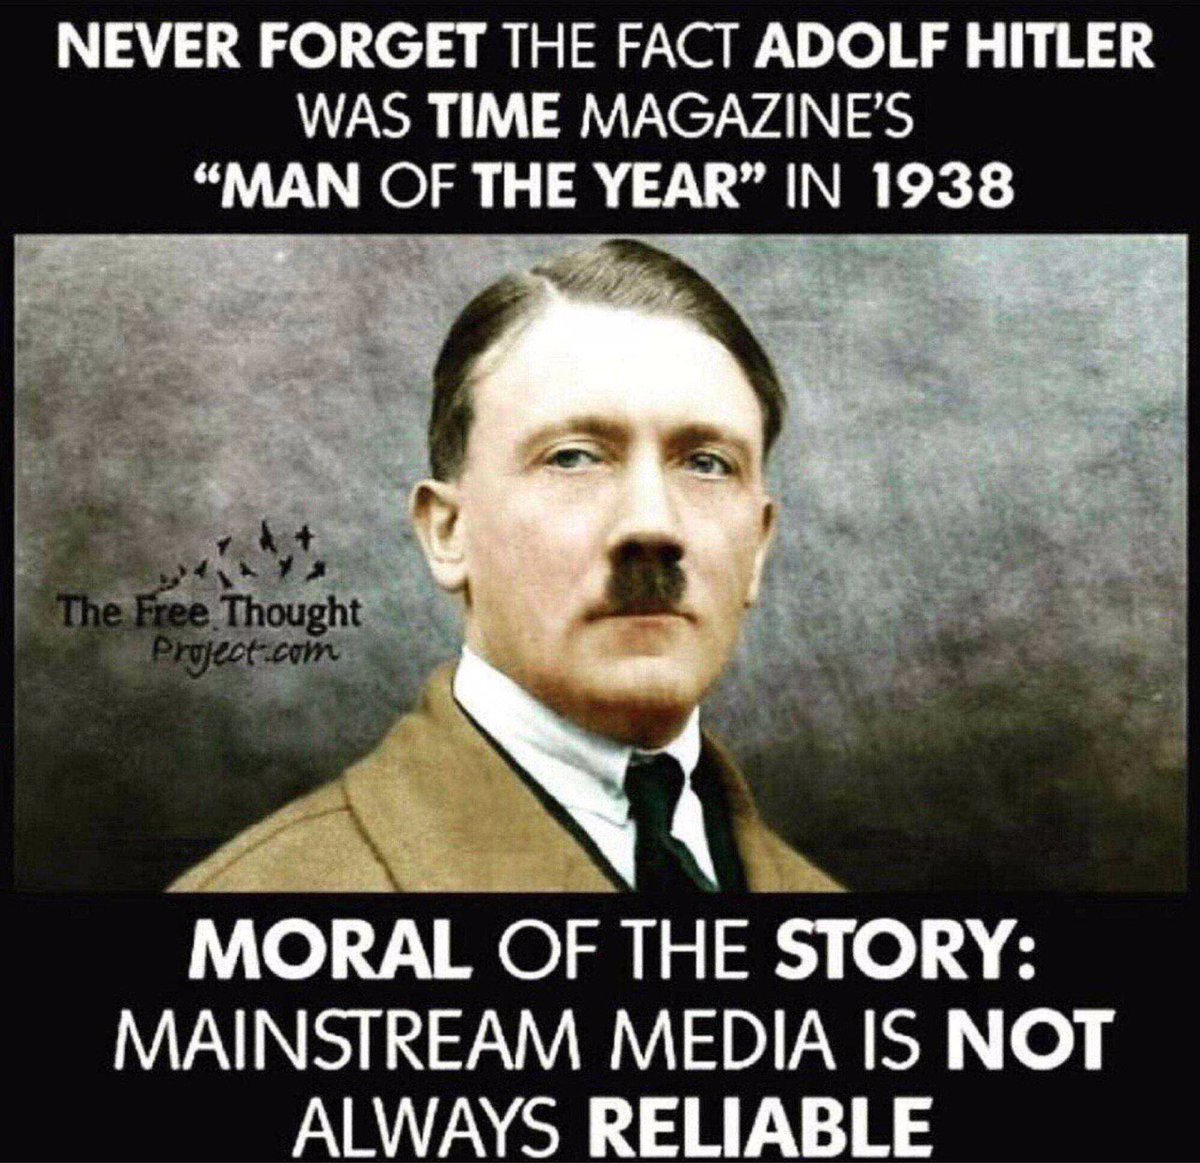 NEVER FORGET THE FACT ADOLF HITLER
WAS TIME MAGAZINE'S
“MAN OF THE YEAR” IN 1938
The Free Thought
Project.com
MORAL OF THE STORY:
MAINSTREAM MEDIA IS NOT
ALWAYS RELIABLE